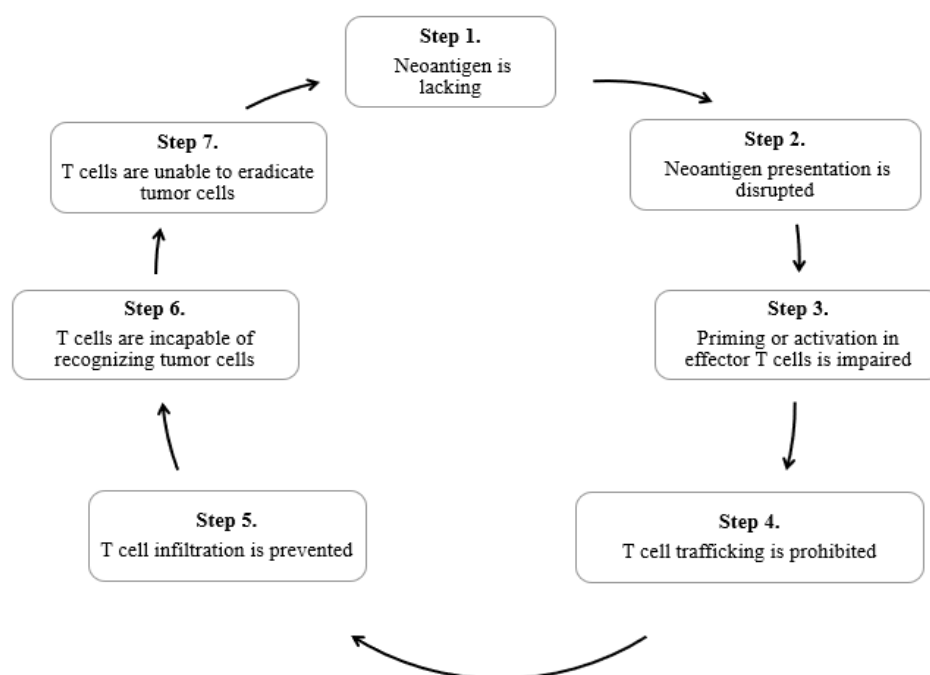 Step 1.
Neoantigen is
lacking
Step 2.
Neoantigen presentation is
disrupted
Step 3.
Priming or activation in
effector T cells is impaired
Step 4.
T cell trafficking is prohibited
Step 5.
T cell infiltration is prevented
Step 6.
T cells are incapable of
recognizing tumor cells
Step 7.
T cells are unable to eradicate
tumor cells